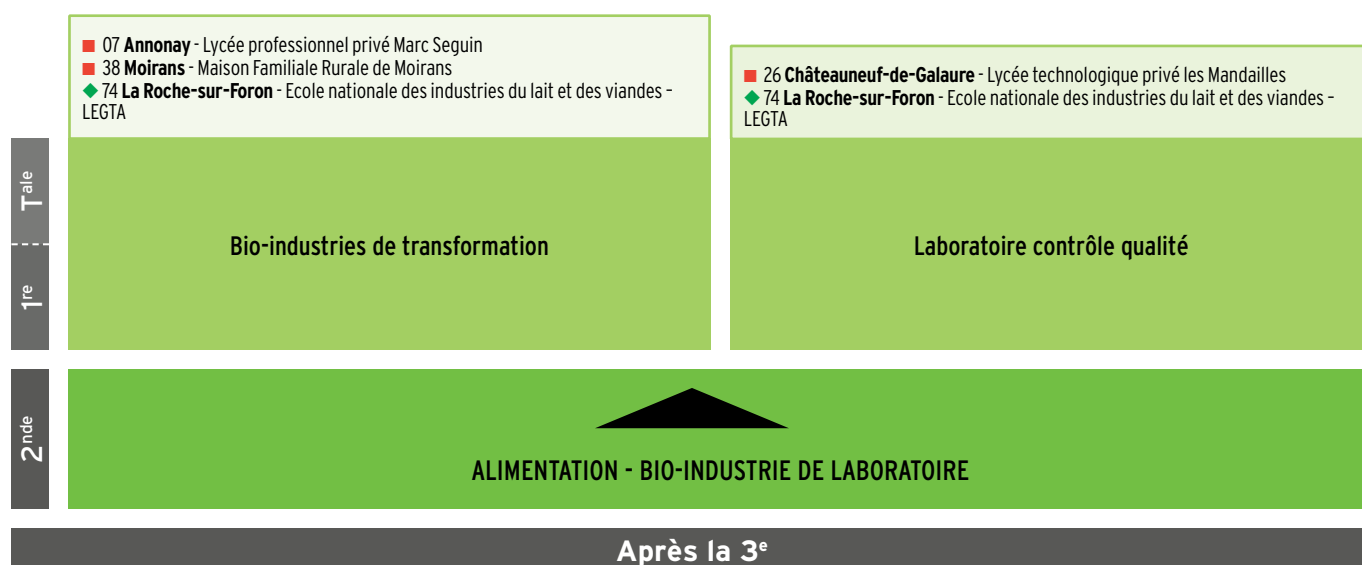 ■ 07 Annonay - Lycée professionnel privé Marc Seguin
■ 38 Moirans - Maison Familiale Rurale de Moirans
◆ 74 La Roche-sur-Foron - Ecole nationale des industries du lait et des viandes –
LEGTA
■ 26 Châteauneuf-de-Galaure - Lycée technologique privé les Mandailles
◆ 74 La Roche-sur-Foron - Ecole nationale des industries du lait et des viandes –
LEGTA
Tale
1re
Bio-industries de transformation
Laboratoire contrôle qualité
2nde
ALIMENTATION - BIO-INDUSTRIE DE LABORATOIRE
Après la 3e